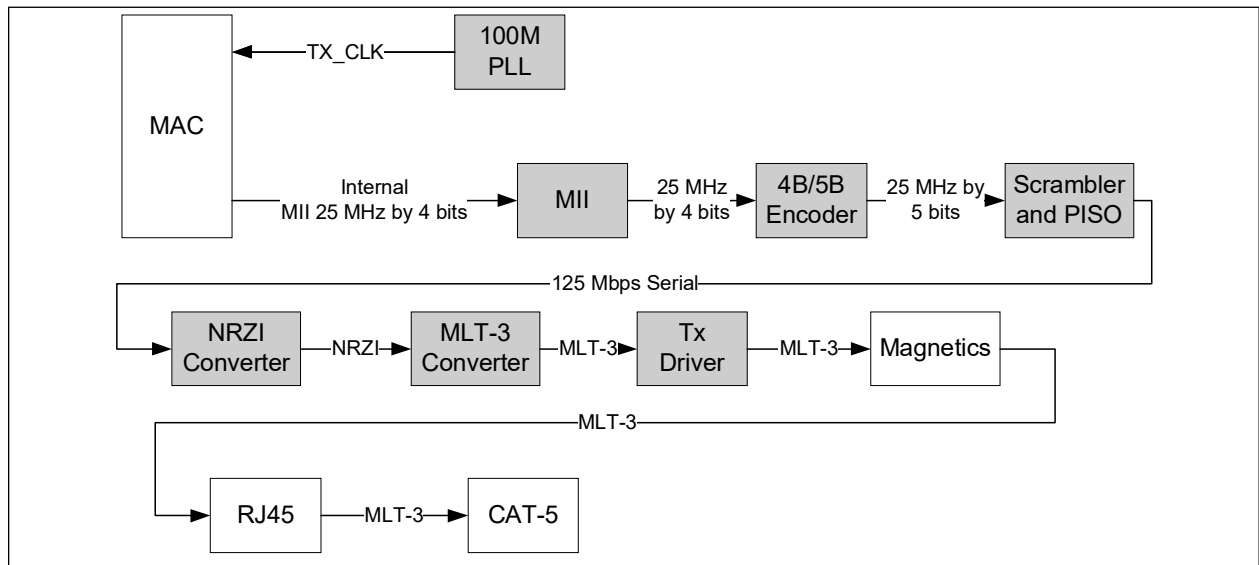 100M
PLL
TX_CLK
MAC
Internal
MII 25 MHz by 4 bits
MII
25 MHz
by 4 bits
4B/5B
Encoder
25 MHz by
5 bits
Scrambler
and PISO
125 Mbps Serial
NRZI
Converter
NRZI
MLT-3
Converter
MLT-3
Tx
Driver
MLT-3
Magnetics
MLT-3
RJ45
MLT-3
CAT-5